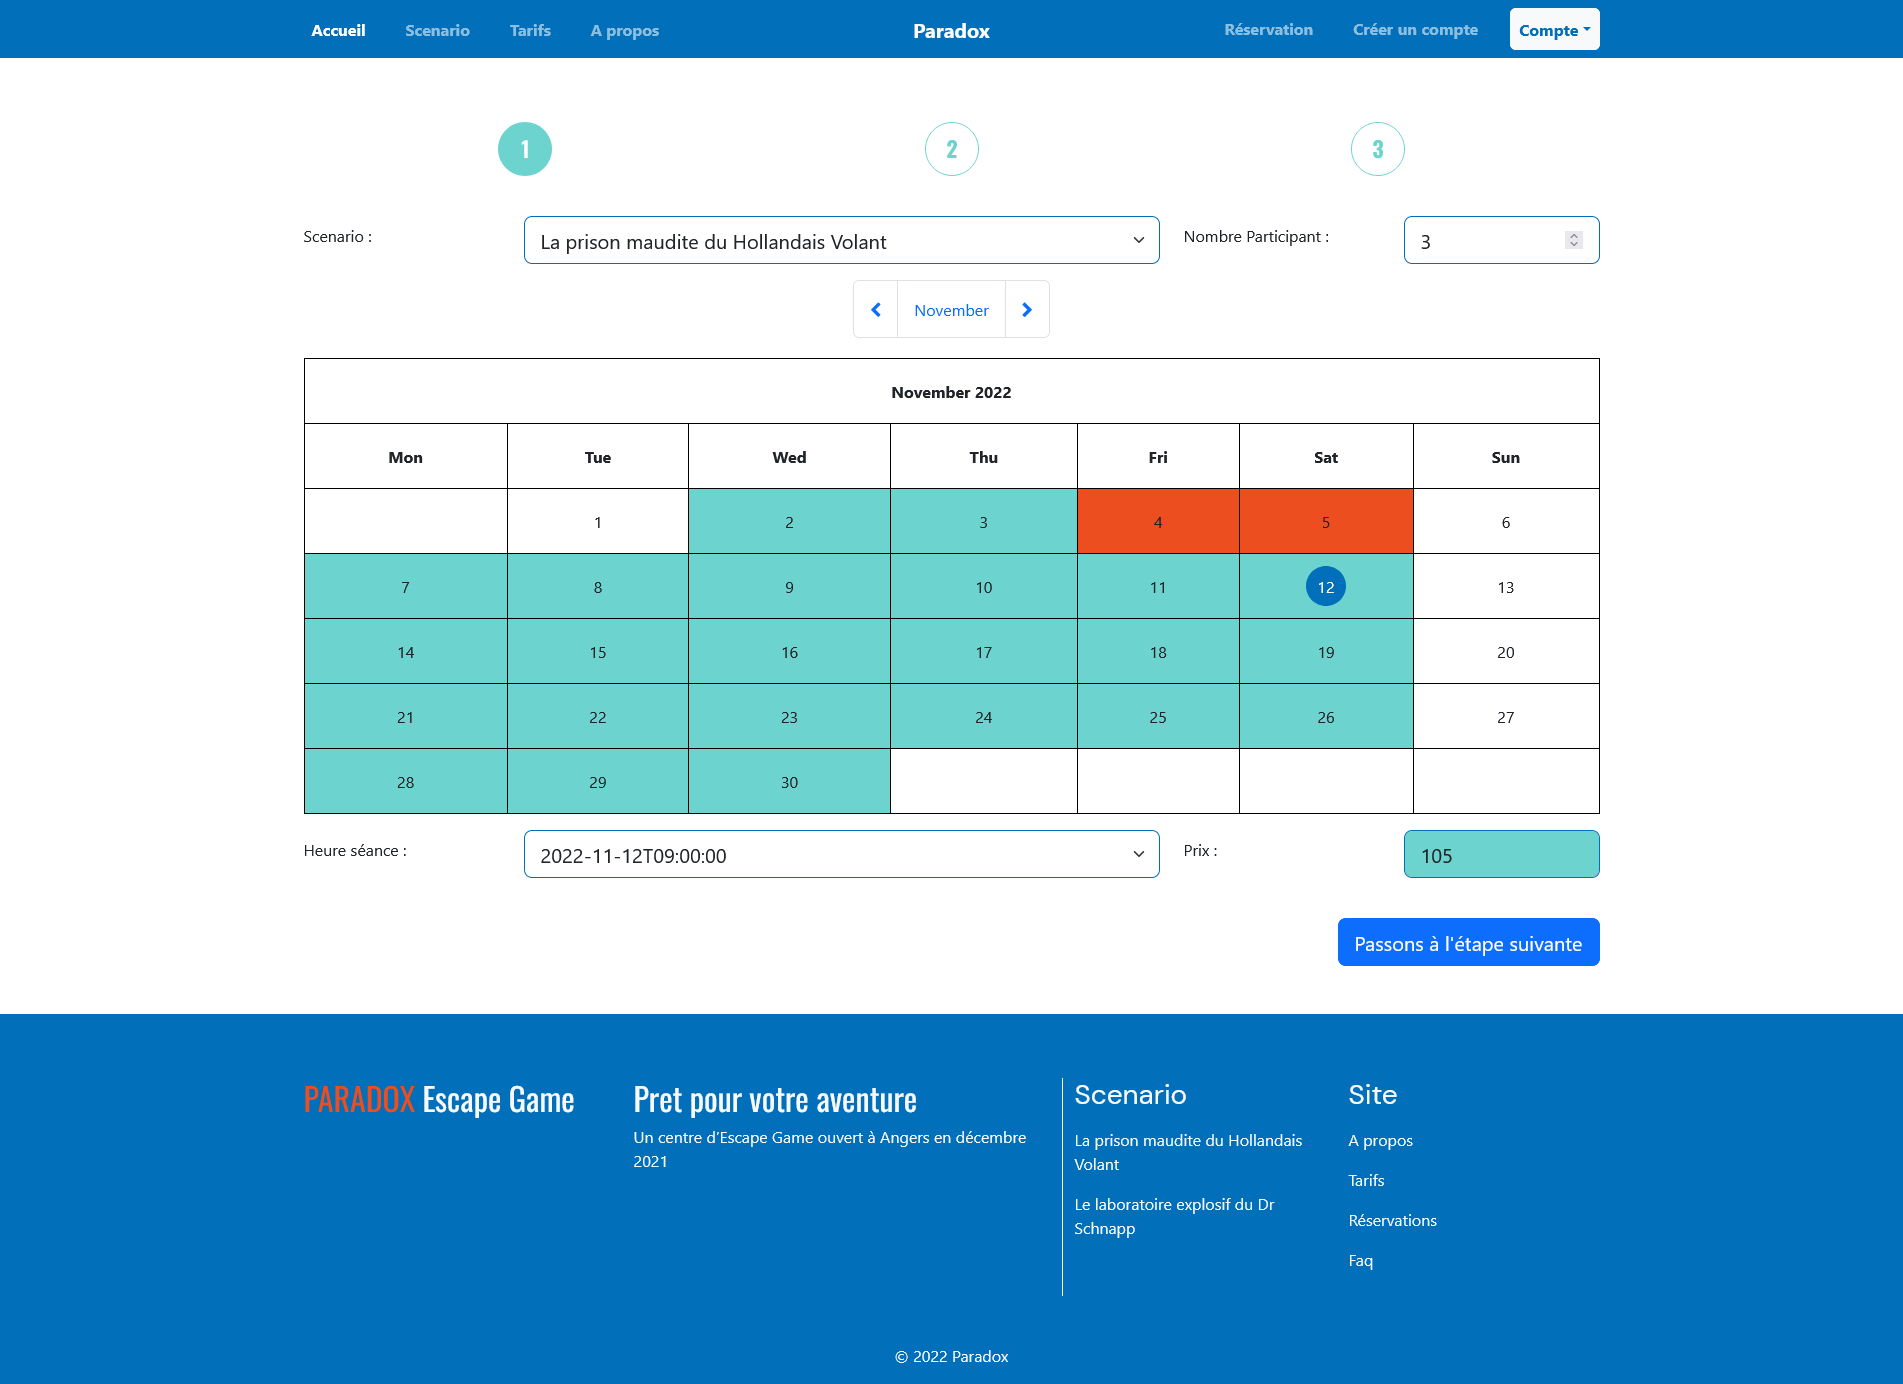 Accueil Scenario Tarifs A propos Paradox Réservation Créer un compte Compte
1 2 3
Scenario : La prison maudite du Hollandais Volant Nombre Participant : 3
November
November 2022
Mon Tue Wed Thu Fri Sat Sun
1 2 3 4 5 6
7 8 9 10 11 12 13
14 15 16 17 18 19 20
21 22 23 24 25 26 27
28 29 30
Heure séance : 2022-11-12T09:00:00 Prix : 105
Passons à l'étape suivante
PARADOX Escape Game
Pret pour votre aventure
Un centre d’Escape Game ouvert à Angers en décembre
2021
Scenario
La prison maudite du Hollandais
Volant
Le laboratoire explosif du Dr
Schnapp
Site
A propos
Tarifs
Réservations
Faq
© 2022 Paradox